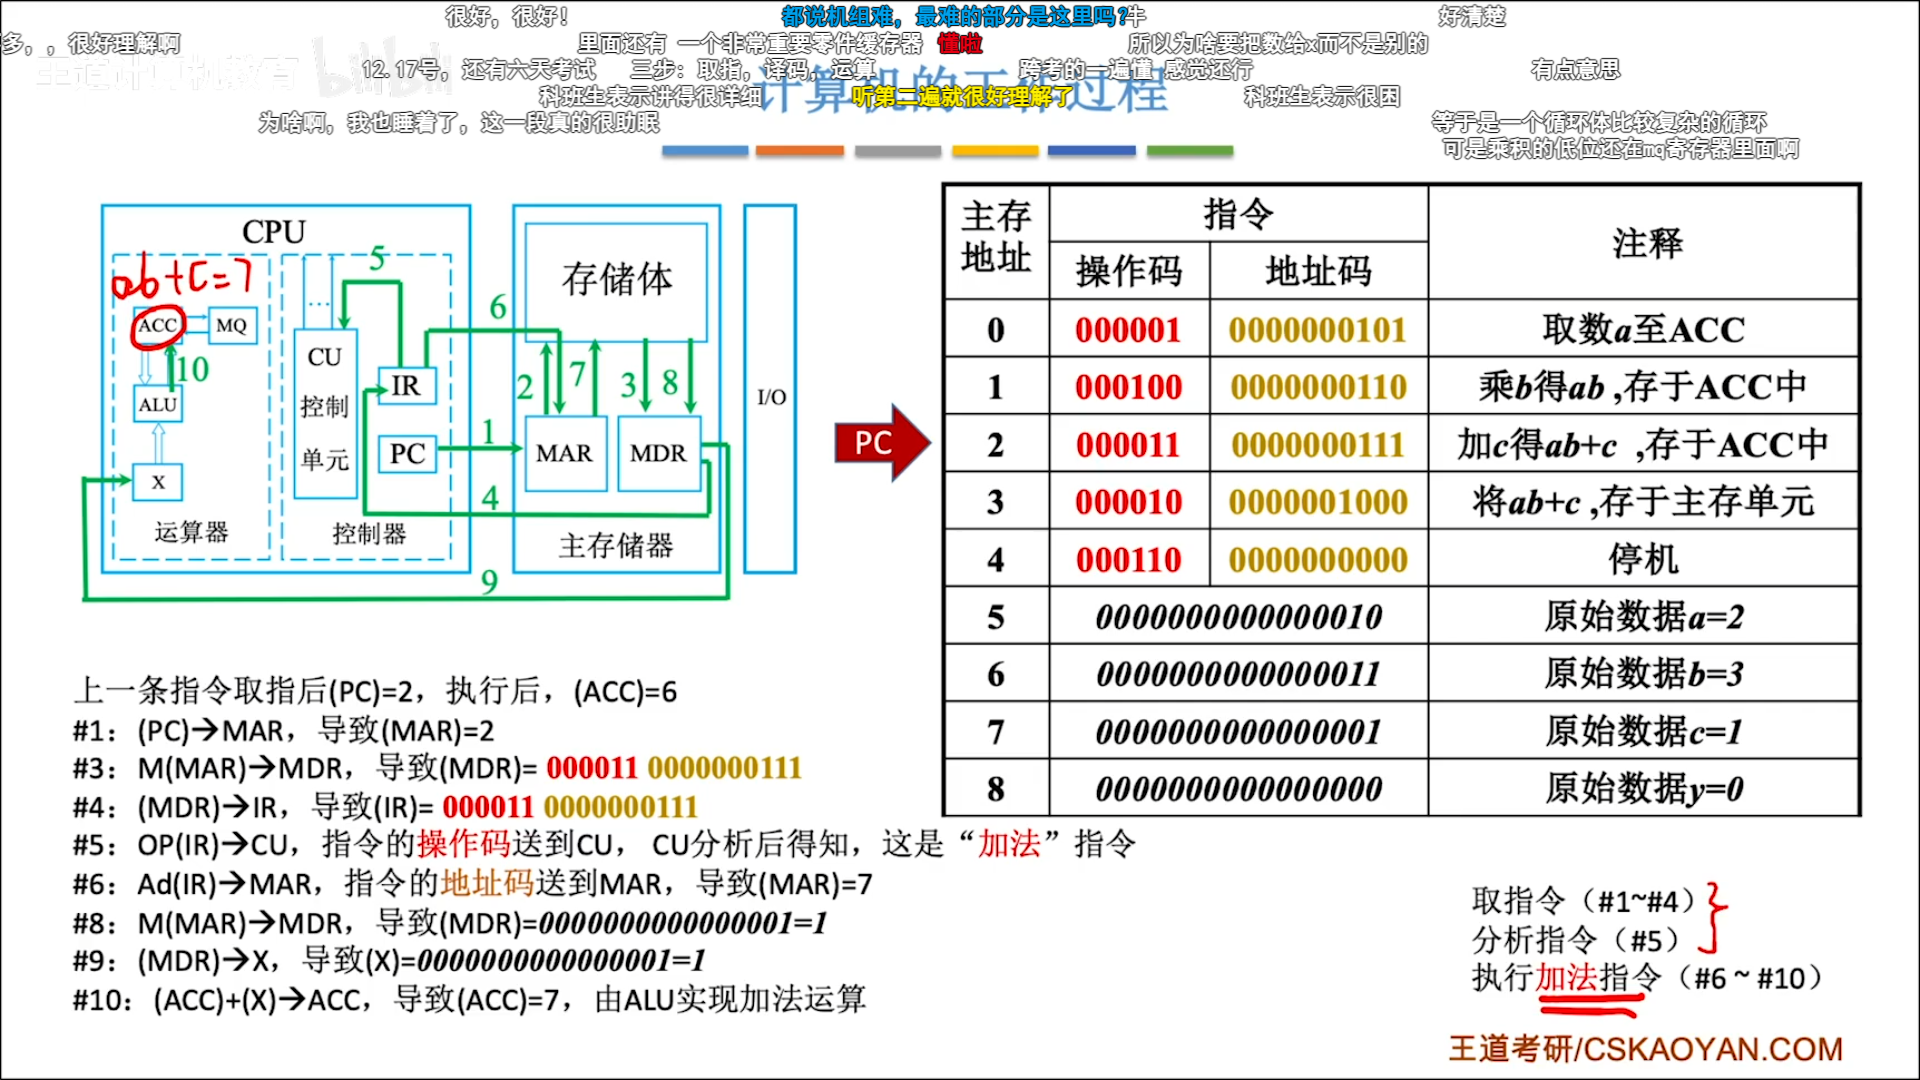 很好，很好！
都说机组难，最难的部分是这里吗？
牛
好清楚
多，，很好理解啊
里面还有 一个非常重要零件缓存器
懂啦
所以为啥要把数给x而不是别的
王道计算机教育
bilibili
12.17号，还有六天考试
三步：取指，译码，运算
跨考的一遍懂
感觉还行
有点意思
计算机的工作过程
科班生表示讲得很详细
听第二遍就很好理解了
科班生表示很困
为啥啊，我也睡着了，这一段真的很助眠
等于是一个循环体比较复杂的循环
可是乘积的低位还在mq寄存器里面啊
CPU
ab+c=7
ACC
MQ
10
ALU
X
运算器
5
...
CU
控制
单元
IR
PC
控制器
6
1
4
9
存储体
2
7
3
8
MAR
MDR
主存储器
I/O
PC
主存地址 指令 注释
操作码 地址码
0 000001 0000000101 取数a至ACC
1 000100 0000000110 乘b得ab ,存于ACC中
2 000011 0000000111 加c得ab+c ,存于ACC中
3 000010 0000001000 将ab+c ,存于主存单元
4 000110 0000000000 停机
5 0000000000000010 原始数据a=2
6 0000000000000011 原始数据b=3
7 0000000000000001 原始数据c=1
8 0000000000000000 原始数据y=0
上一条指令取指后(PC)=2，执行后，(ACC)=6
#1：(PC)→MAR，导致(MAR)=2
#3：M(MAR)→MDR，导致(MDR)= 000011 0000000111
#4：(MDR)→IR，导致(IR)= 000011 0000000111
#5：OP(IR)→CU，指令的操作码送到CU， CU分析后得知，这是“加法”指令
#6：Ad(IR)→MAR，指令的地址码送到MAR，导致(MAR)=7
#8：M(MAR)→MDR，导致(MDR)=0000000000000001=1
#9：(MDR)→X，导致(X)=0000000000000001=1
#10：(ACC)+(X)→ACC，导致(ACC)=7，由ALU实现加法运算
取指令（#1~#4）
分析指令（#5）
执行加法指令（#6 ~ #10）
王道考研/CSKAOYAN.COM